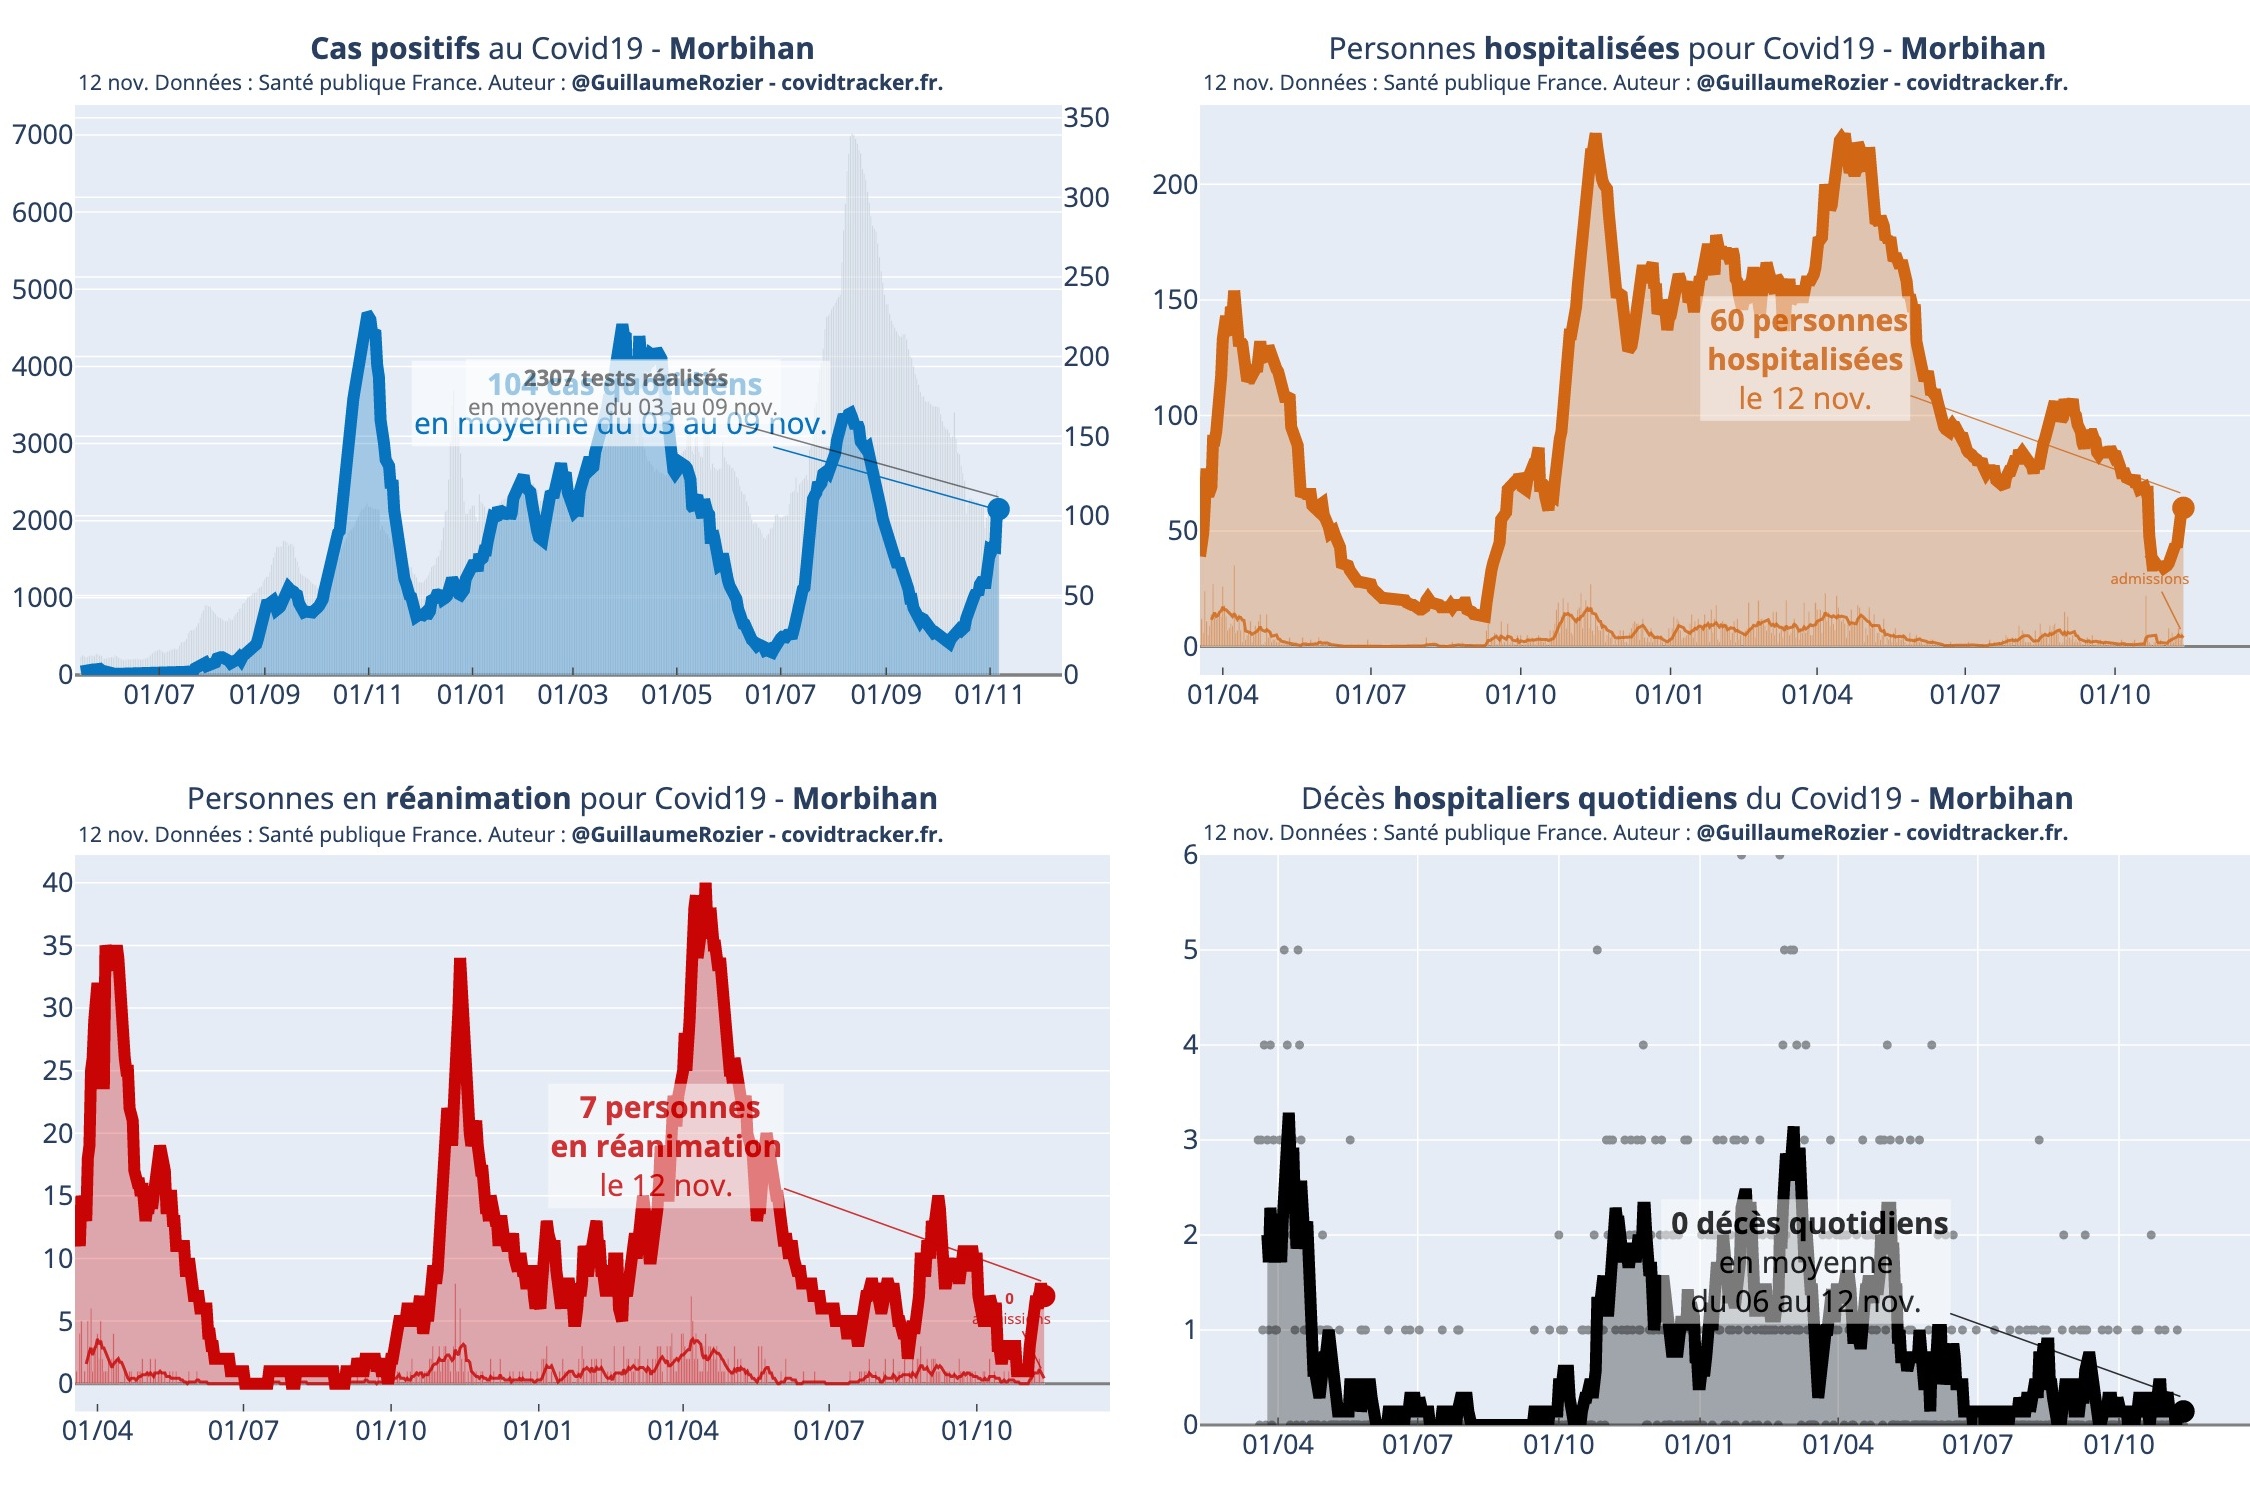 Cas positifs au Covid19 - Morbihan
12 nov. Données : Santé publique France. Auteur : @GuillaumeRozier - covidtracker.fr.
7000
6000
5000
4000
3000
2000
1000
0
350
300
250
200
150
100
50
0
2307 tests réalisés
en moyenne du 03 au 09 nov.
104 cas quotidiens
en moyenne du 03 au 09 nov.
01/07 01/09 01/11 01/01 01/03 01/05 01/07 01/09 01/11
Personnes hospitalisées pour Covid19 - Morbihan
12 nov. Données : Santé publique France. Auteur : @GuillaumeRozier - covidtracker.fr.
200
150
100
50
0
60 personnes
hospitalisées
le 12 nov.
admissions
01/04 01/07 01/10 01/01 01/04 01/07 01/10
Personnes en réanimation pour Covid19 - Morbihan
12 nov. Données : Santé publique France. Auteur : @GuillaumeRozier - covidtracker.fr.
40
35
30
25
20
15
10
5
0
7 personnes
en réanimation
le 12 nov.
0
admissions
01/04 01/07 01/10 01/01 01/04 01/07 01/10
Décès hospitaliers quotidiens du Covid19 - Morbihan
12 nov. Données : Santé publique France. Auteur : @GuillaumeRozier - covidtracker.fr.
6
5
4
3
2
1
0
0 décès quotidiens
en moyenne
du 06 au 12 nov.
01/04 01/07 01/10 01/01 01/04 01/07 01/10